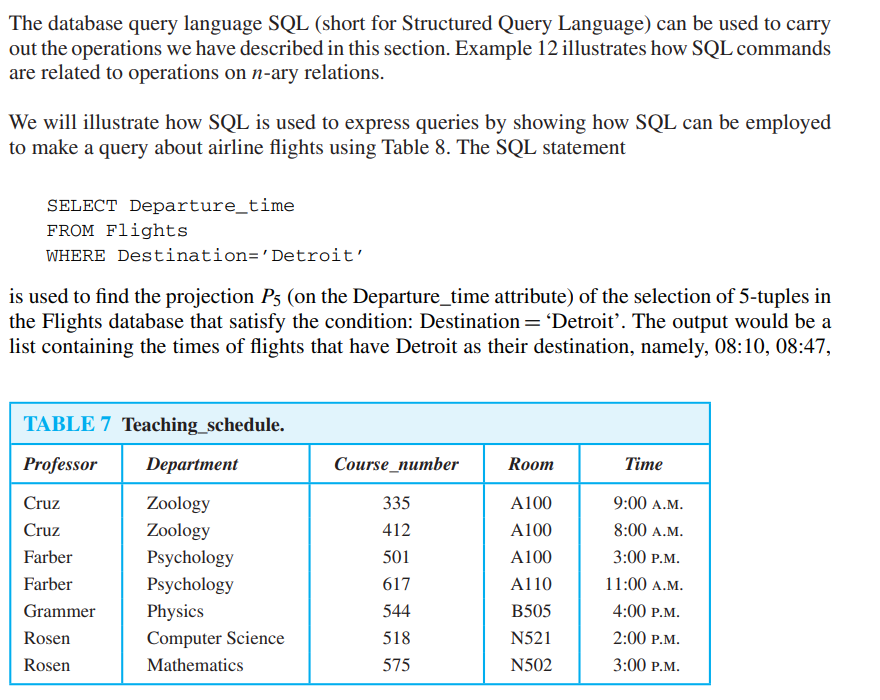 The database query language SQL (short for Structured Query Language) can be used to carry
out the operations we have described in this section. Example 12 illustrates how SQL commands
are related to operations on n-ary relations.
We will illustrate how SQL is used to express queries by showing how SQL can be employed
to make a query about airline flights using Table 8. The SQL statement
SELECT Departure_time
FROM Flights
WHERE Destination='Detroit'
is used to find the projection P5 (on the Departure_time attribute) of the selection of 5-tuples in
the Flights database that satisfy the condition: Destination = ‘Detroit’. The output would be a
list containing the times of flights that have Detroit as their destination, namely, 08:10, 08:47,
TABLE 7 Teaching_schedule.
Professor Department Course_number Room Time
Cruz Zoology 335 A100 9:00 A.M.
Cruz Zoology 412 A100 8:00 A.M.
Farber Psychology 501 A100 3:00 P.M.
Farber Psychology 617 A110 11:00 A.M.
Grammer Physics 544 B505 4:00 P.M.
Rosen Computer Science 518 N521 2:00 P.M.
Rosen Mathematics 575 N502 3:00 P.M.